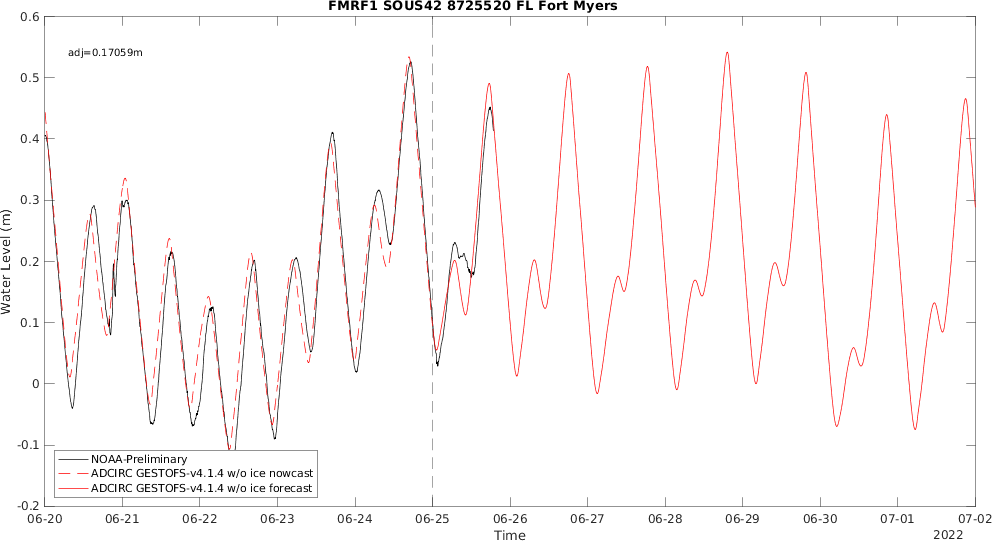 FMRF1 SOUS42 8725520 FL Fort Myers
0.6
adj=0.17059m
0.5
0.4
0.3
0.2
0.1
0
-0.1
-0.2
Water Level (m)
NOAA-Preliminary
ADCIRC GESTOFS-v4.1.4 w/o ice nowcast
ADCIRC GESTOFS-v4.1.4 w/o ice forecast
06-20 06-21 06-22 06-23 06-24 06-25 06-26 06-27 06-28 06-29 06-30 07-01 07-02
Time
2022